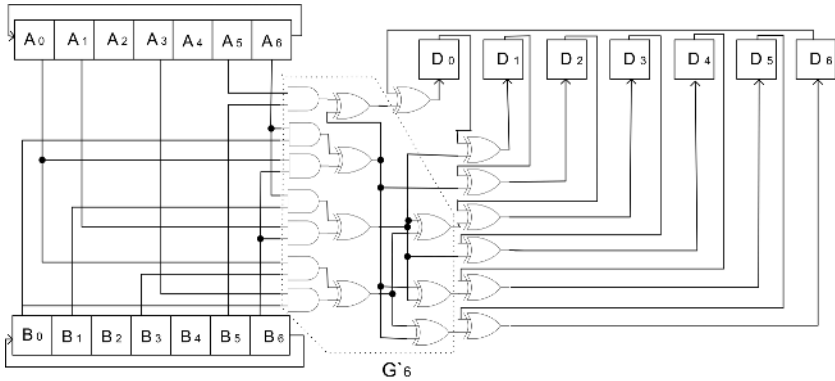 A0 A1 A2 A3 A4 A5 A6
D0 D1 D2 D3 D4 D5 D6
B0 B1 B2 B3 B4 B5 B6
G`6